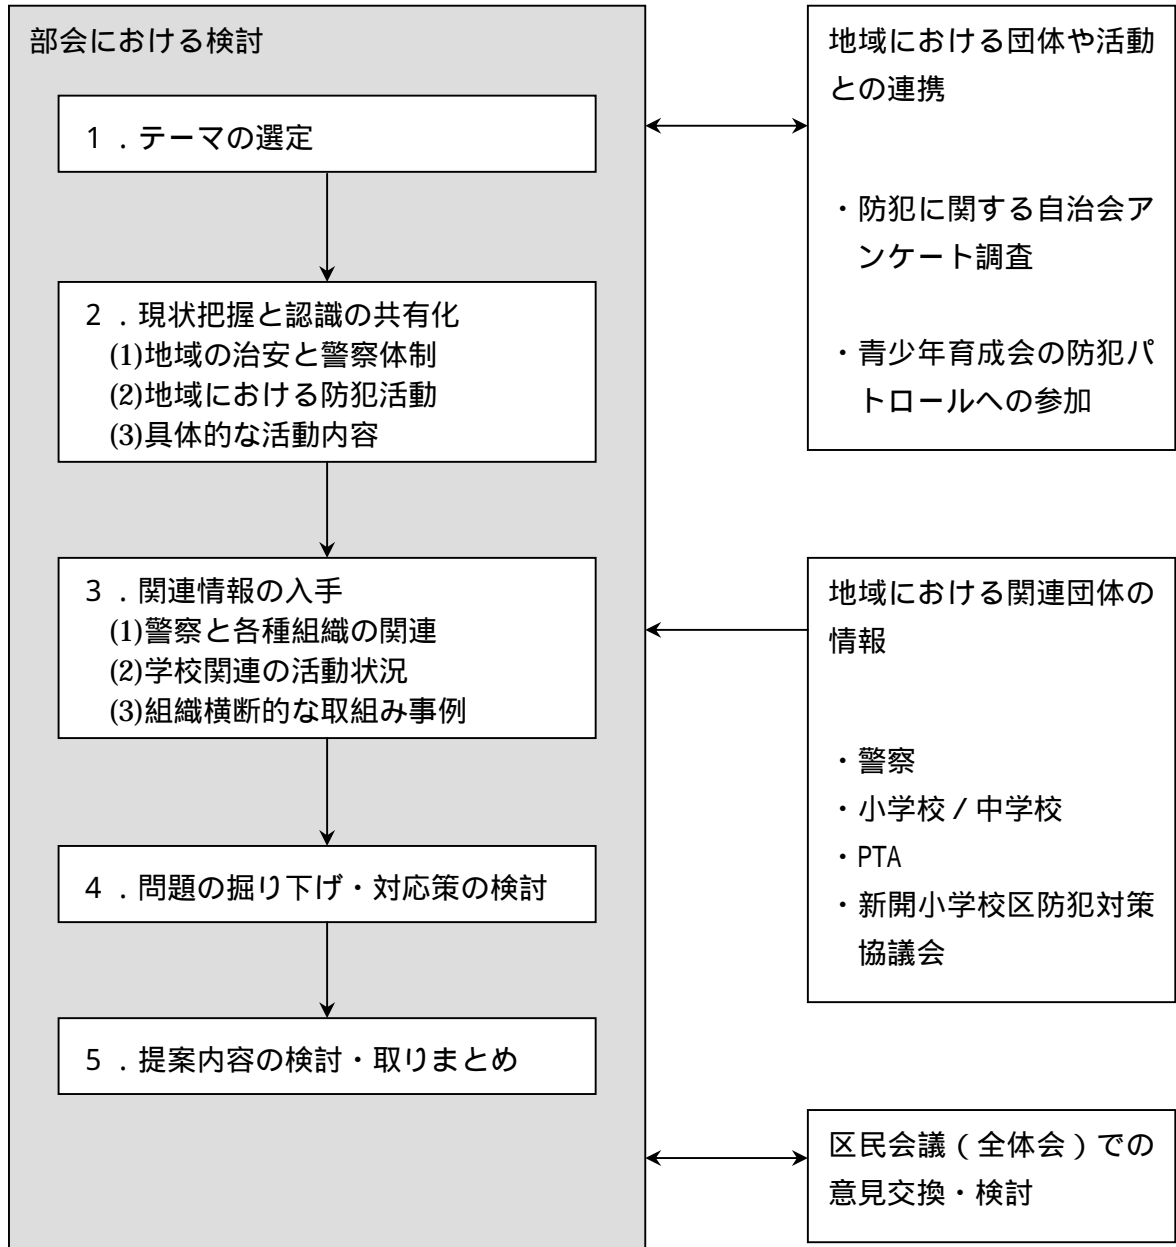 部会における検討
１．テーマの選定
２．現状把握と認識の共有化
(1)地域の治安と警察体制
(2)地域における防犯活動
(3)具体的な活動内容
３．関連情報の入手
(1)警察と各種組織の関連
(2)学校関連の活動状況
(3)組織横断的な取組み事例
４．問題の掘り下げ・対応策の検討
５．提案内容の検討・取りまとめ
地域における団体や活動
との連携
・防犯に関する自治会ア
ンケート調査
・青少年育成会の防犯パ
トロールへの参加
地域における関連団体の
情報
・警察
・小学校／中学校
・PTA
・新開小学校区防犯対策
協議会
区民会議（全体会）での
意見交換・検討